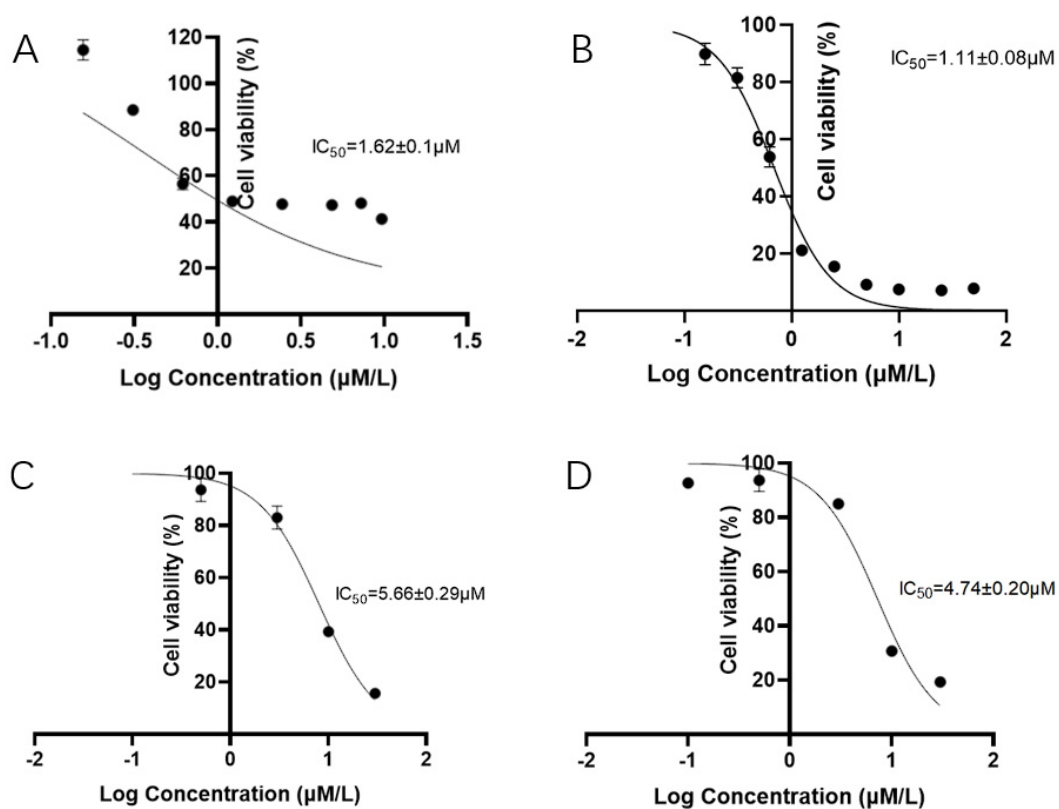 A
120
100
80
60
40
20
Cell viability (%)
IC50=1.62±0.1μM
-1.0
-0.5
0.0
0.5
1.0
1.5
Log Concentration (μM/L)
B
100
80
60
40
20
Cell viability (%)
IC50=1.11±0.08μM
-2
-1
0
1
2
Log Concentration (μM/L)
C
100
80
60
40
20
Cell viability (%)
IC50=5.66±0.29μM
-2
-1
0
1
2
Log Concentration (μM/L)
D
100
80
60
40
20
Cell viability (%)
IC50=4.74±0.20μM
-2
-1
0
1
2
Log Concentration (μM/L)